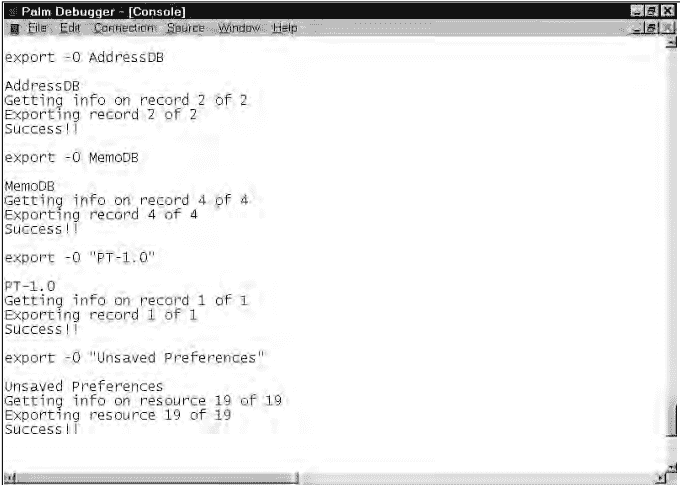 Palm Debugger - [Console]
File Edit Connection Source Window Help
export -0 AddressDB
AddressDB
Getting info on record 2 of 2
Exporting record 2 of 2
Success!!
export -0 MemoDB
MemoDB
Getting info on record 4 of 4
Exporting record 4 of 4
Success!!
export -0 "PT-1.0"
PT-1.0
Getting info on record 1 of 1
Exporting record 1 of 1
Success!!
export -0 "Unsaved Preferences"
Unsaved Preferences
Getting info on resource 19 of 19
Exporting resource 19 of 19
Success!!